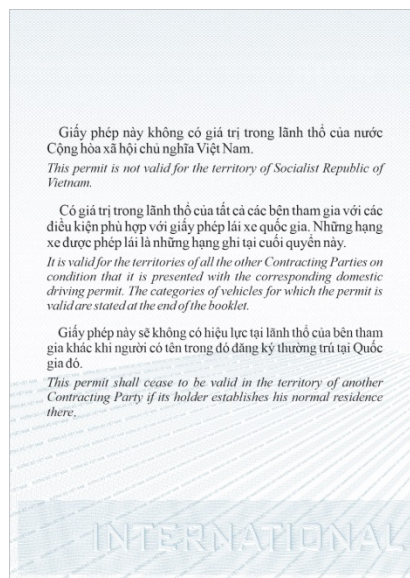 Giấy phép này không có giá trị trong lãnh thổ của nước
Cộng hòa xã hội chủ nghĩa Việt Nam.
This permit is not valid for the territory of Socialist Republic of
Vietnam.
Có giá trị trong lãnh thổ của tất cả các bên tham gia với các
điều kiện phù hợp với giấy phép lái xe quốc gia. Những hạng
xe được phép lái là những hạng ghi tại cuối quyển này.
It is valid for the territories of all the other Contracting Parties on
condition that it is presented with the corresponding domestic
driving permit. The categories of vehicles for which the permit is
valid are stated at the end of the booklet.
Giấy phép này sẽ không có hiệu lực tại lãnh thổ của bên tham
gia khác khi người có tên trong đó đăng ký thường trú tại Quốc
gia đó.
This permit shall cease to be valid in the territory of another
Contracting Party if its holder establishes his normal residence
there.
INTERNATIONAL